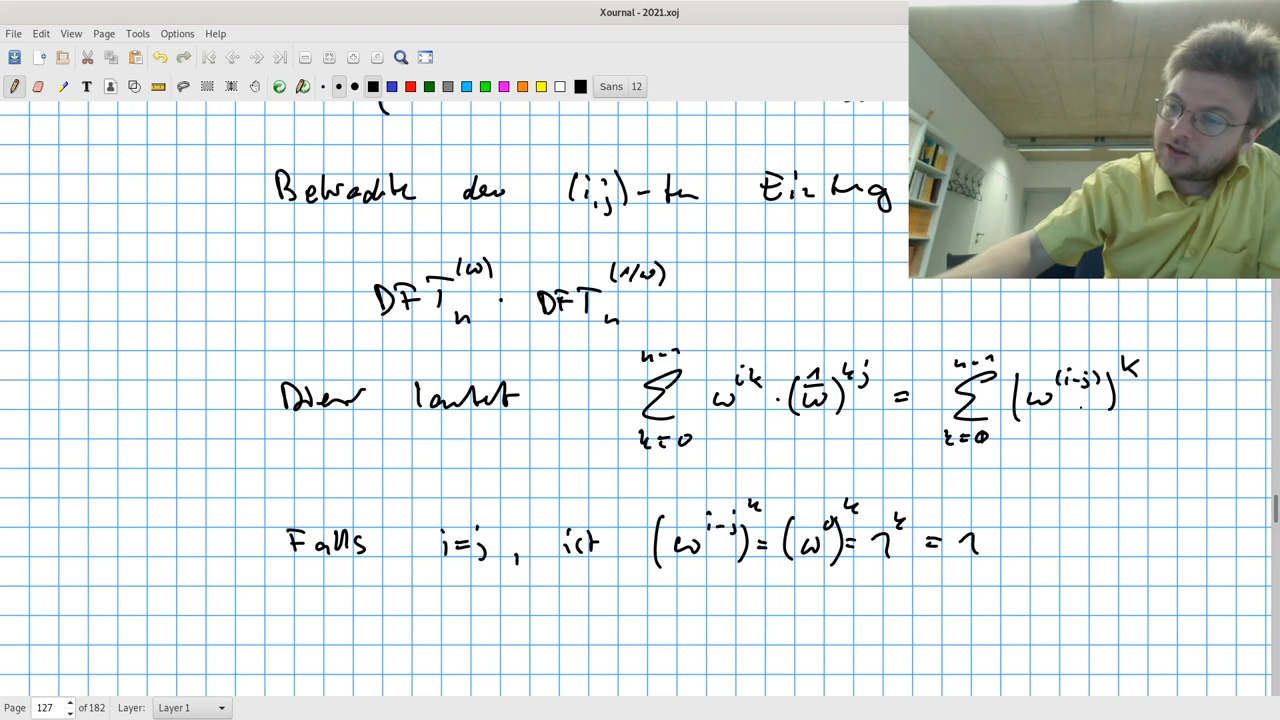 Xournal - 2021.xoj
File Edit View Page Tools Options Help
Sans 12
Betrachte den (i,j)-ten Eintrag
DFT_n^(ω) · DFT_n^(1/ω)
Dieser lautet ∑_{k=0}^{n-1} ω^{ik} · (1/ω)^{kj} = ∑_{k=0}^{n-1} (ω^{(i-j)})^k
Falls i=j, ist (ω^{i-j})^k = (ω^0)^k = 1^k = 1
Page 127 of 182 Layer: Layer 1